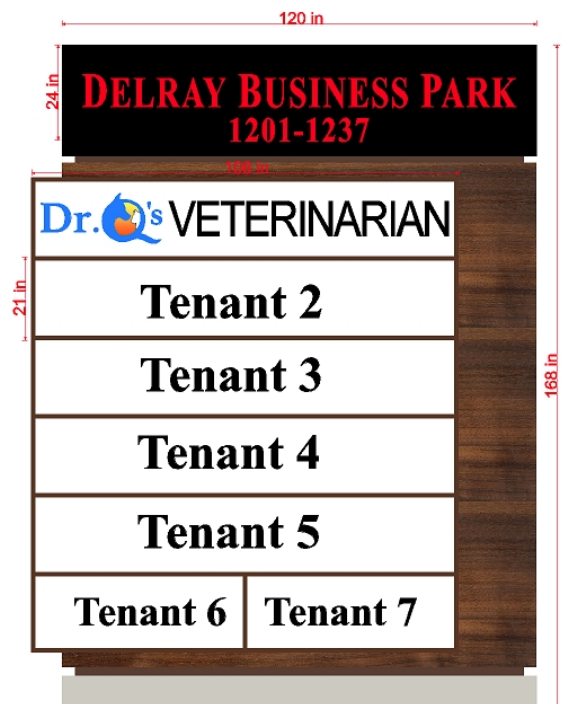 120 in
24 in
DELRAY BUSINESS PARK
1201-1237
Dr. Q's VETERINARIAN
21 in
Tenant 2
Tenant 3
168 in
Tenant 4
Tenant 5
Tenant 6 Tenant 7